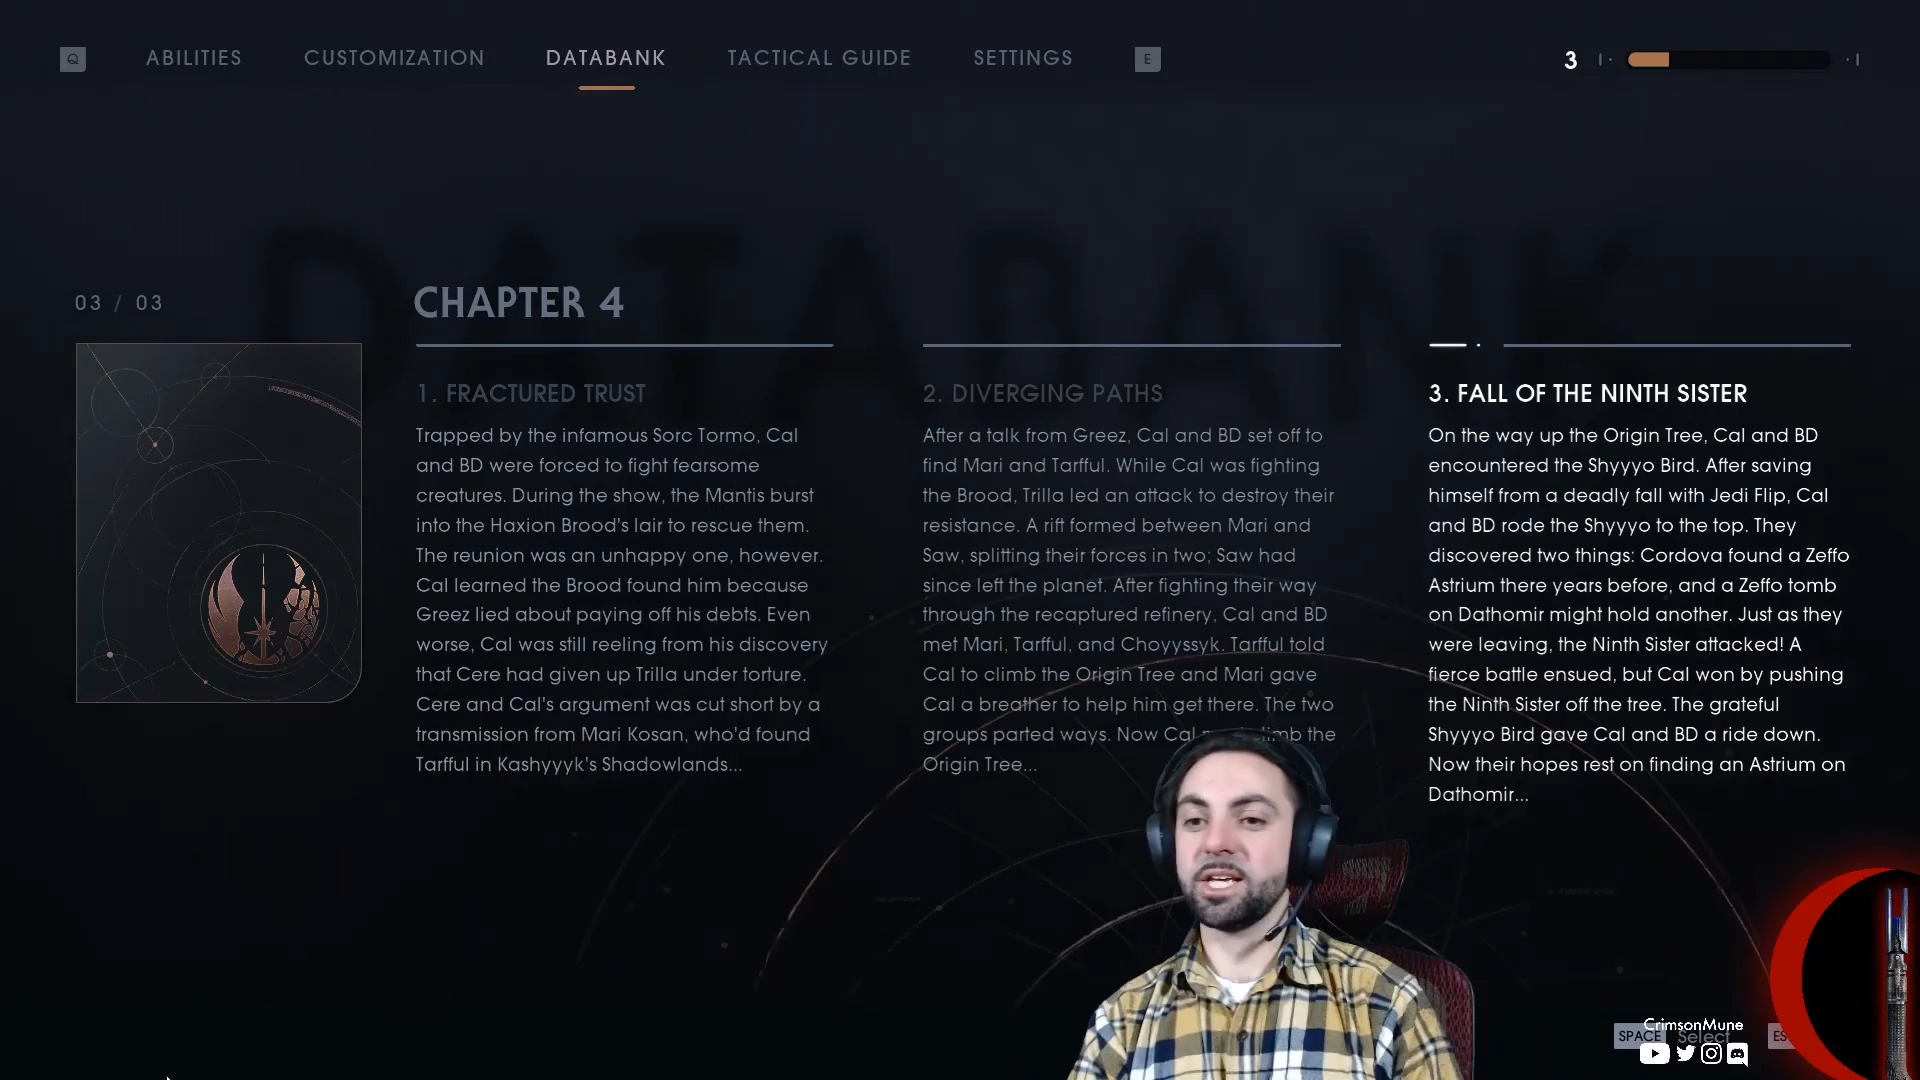 Q ABILITIES CUSTOMIZATION DATABANK TACTICAL GUIDE SETTINGS E 3
DATABANK
03 / 03
CHAPTER 4
1. FRACTURED TRUST
Trapped by the infamous Sorc Tormo, Cal
and BD were forced to fight fearsome
creatures. During the show, the Mantis burst
into the Haxion Brood's lair to rescue them.
The reunion was an unhappy one, however.
Cal learned the Brood found him because
Greez lied about paying off his debts. Even
worse, Cal was still reeling from his discovery
that Cere had given up Trilla under torture.
Cere and Cal's argument was cut short by a
transmission from Mari Kosan, who'd found
Tarfful in Kashyyyk's Shadowlands...
2. DIVERGING PATHS
After a talk from Greez, Cal and BD set off to
find Mari and Tarfful. While Cal was fighting
the Brood, Trilla led an attack to destroy their
resistance. A rift formed between Mari and
Saw, splitting their forces in two; Saw had
since left the planet. After fighting their way
through the recaptured refinery, Cal and BD
met Mari, Tarfful, and Choyyssyk. Tarfful told
Cal to climb the Origin Tree and Mari gave
Cal a breather to help him get there. The two
groups parted ways. Now Cal the
Origin Tree...
3. FALL OF THE NINTH SISTER
On the way up the Origin Tree, Cal and BD
encountered the Shyyyo Bird. After saving
himself from a deadly fall with Jedi Flip, Cal
and BD rode the Shyyyo to the top. They
discovered two things: Cordova found a Zeffo
Astrium there years before, and a Zeffo tomb
on Dathomir might hold another. Just as they
were leaving, the Ninth Sister attacked! A
fierce battle ensued, but Cal won by pushing
the Ninth Sister off the tree. The grateful
Shyyyo Bird gave Cal and BD a ride down.
Now their hopes rest on finding an Astrium on
Dathomir...
CrimsonMune
SPACE Select